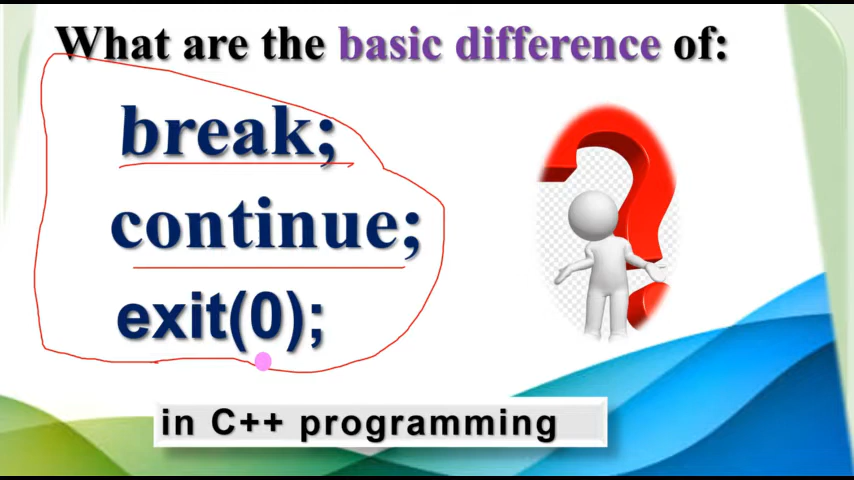 What are the basic difference of:
break;
continue;
exit(0);
in C++ programming